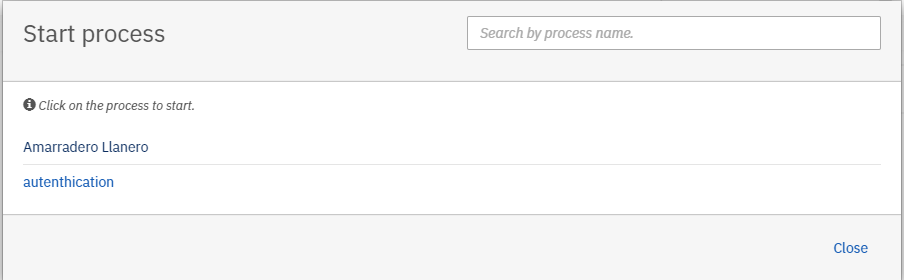 Start process
Search by process name.
Click on the process to start.
Amarradero Llanero
autenthication
Close